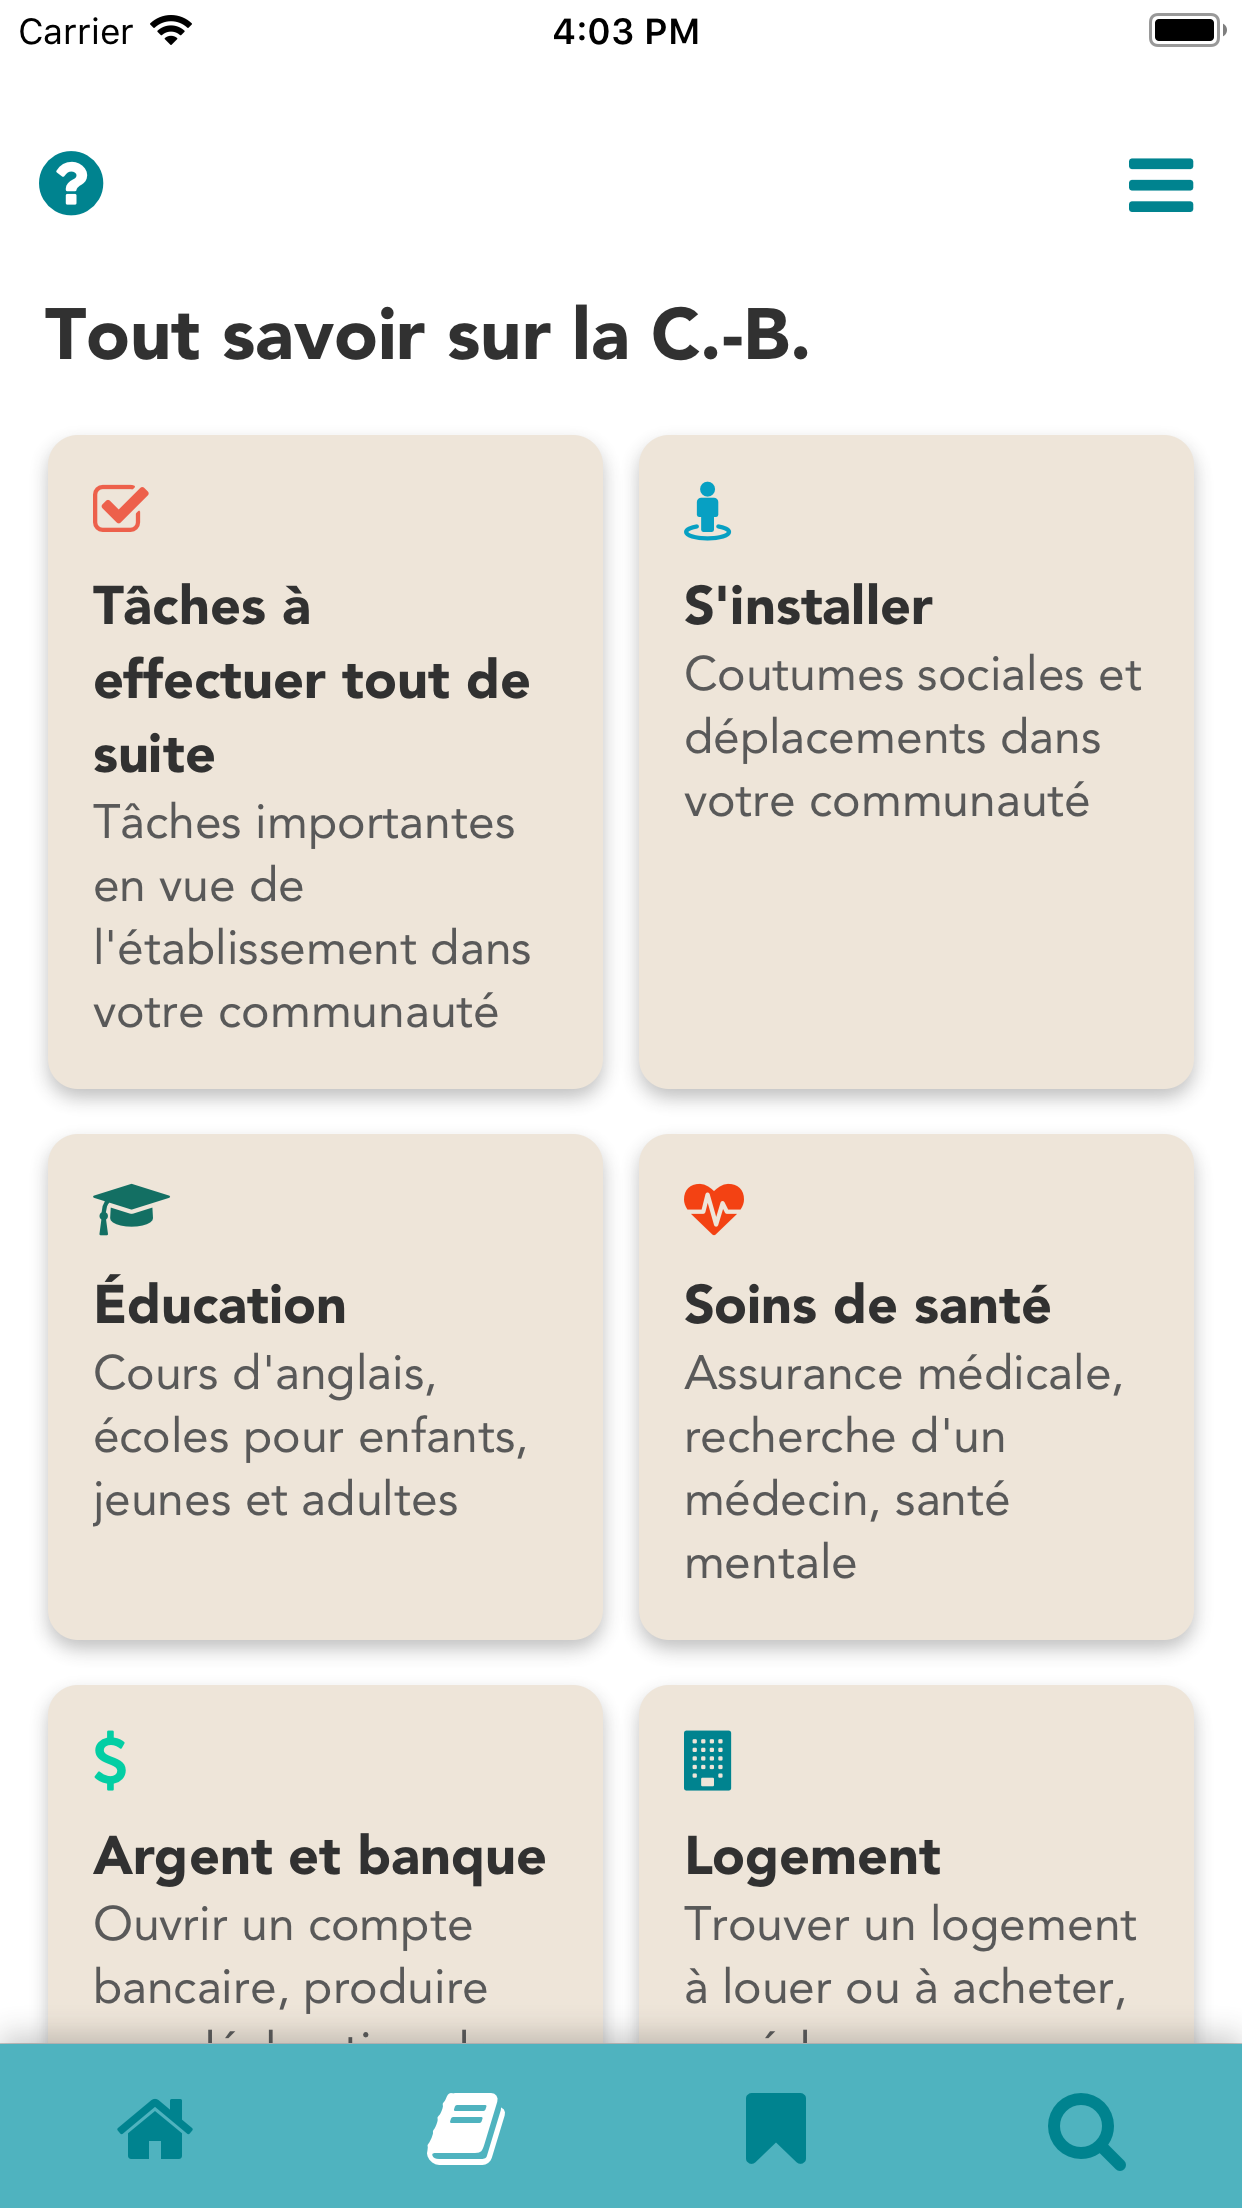 Carrier 4:03 PM
Tout savoir sur la C.-B.
Tâches à
effectuer tout de
suite
Tâches importantes
en vue de
l'établissement dans
votre communauté
S'installer
Coutumes sociales et
déplacements dans
votre communauté
Éducation
Cours d'anglais,
écoles pour enfants,
jeunes et adultes
Soins de santé
Assurance médicale,
recherche d'un
médecin, santé
mentale
Argent et banque
Ouvrir un compte
bancaire, produire
Logement
Trouver un logement
à louer ou à acheter,